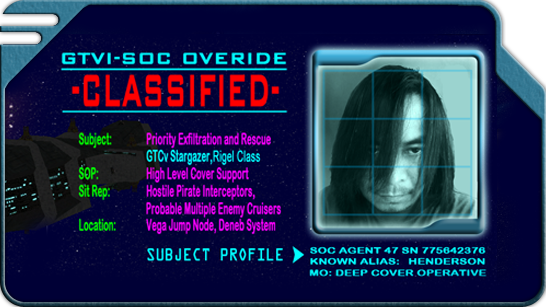 GTVI-SOC OVERIDE
-CLASSIFIED-
Subject: Priority Exfiltration and Rescue
GTCv Stargazer,Rigel Class
SOP: High Level Cover Support
Sit Rep: Hostile Pirate Interceptors,
Probable Multiple Enemy Cruisers
Location: Vega Jump Node, Deneb System
SUBJECT PROFILE
SOC AGENT 47 SN 775642376
KNOWN ALIAS: HENDERSON
MO: DEEP COVER OPERATIVE